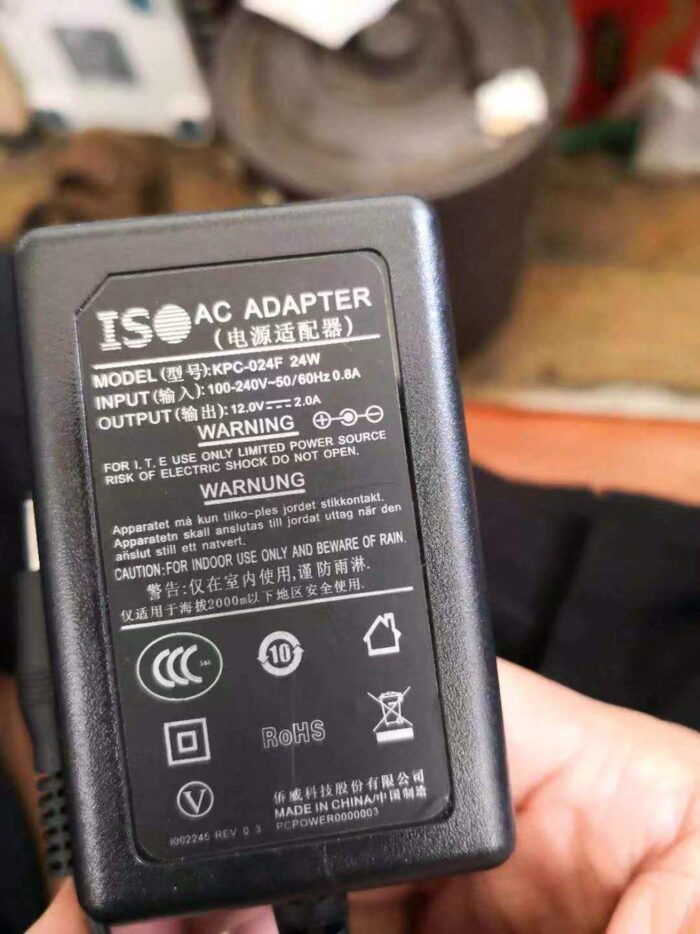 ISO AC ADAPTER
(电源适配器)
MODEL(型号):KPC-024F 24W
INPUT(输入):100-240V~50/60Hz 0.8A
OUTPUT(输出):12.0V⎓2.0A
WARNING
FOR I.T.E USE ONLY LIMITED POWER SOURCE
RISK OF ELECTRIC SHOCK DO NOT OPEN.
WARNUNG
Apparatet må kun tilko-ples jordet stikkontakt.
Apparatetn skall anslutas till jordat uttag när den
anslut still ett natvert.
CAUTION:FOR INDOOR USE ONLY AND BEWARE OF RAIN.
警告:仅在室内使用,谨防雨淋.
仅适用于海拔2000m以下地区安全使用.
CCC S&E
10
RoHS
V
侨威科技股份有限公司
MADE IN CHINA/中国制造
I002245 REV 0.3 PCPOWER0000003